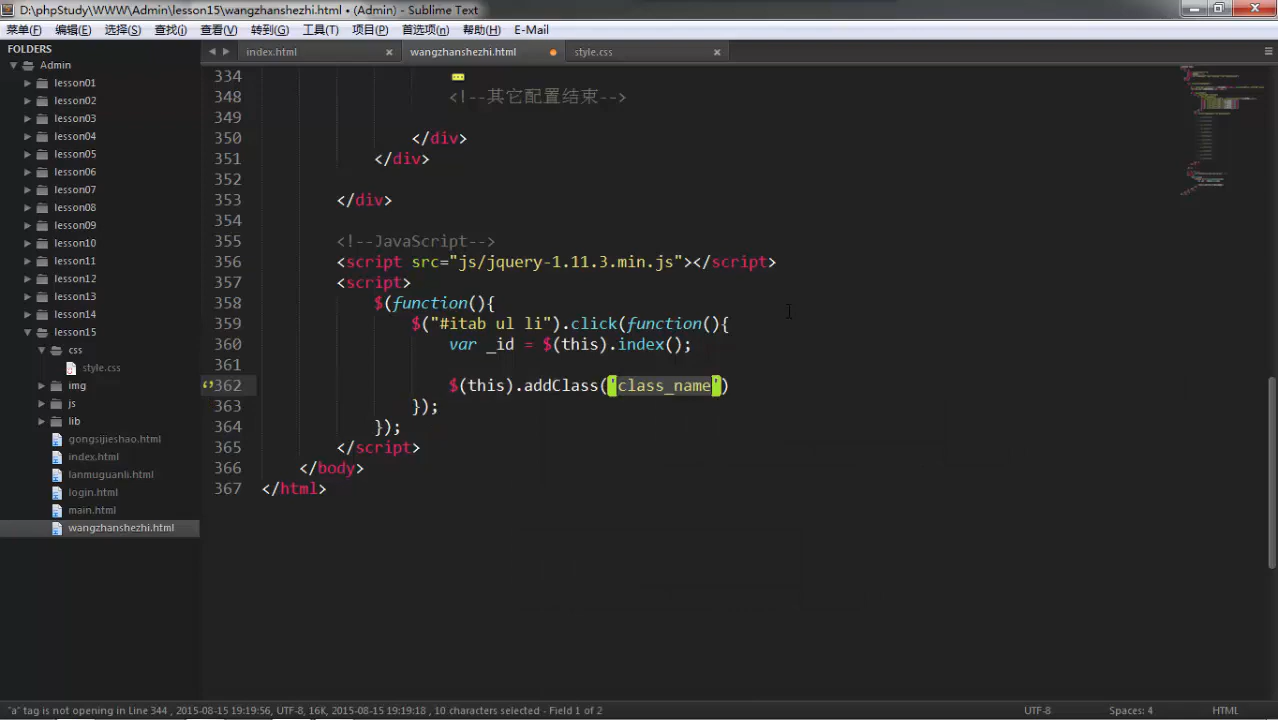 D:\phpStudy\WWW\Admin\lesson15\wangzhanshezhi.html • (Admin) - Sublime Text
菜单(F) 编辑(E) 选择(S) 查找(I) 查看(V) 转到(G) 工具(T) 项目(P) 首选项(n) 帮助(H) E-Mail
FOLDERS
Admin
lesson01
lesson02
lesson03
lesson04
lesson05
lesson06
lesson07
lesson08
lesson09
lesson10
lesson11
lesson12
lesson13
lesson14
lesson15
css
style.css
img
js
lib
gongsijieshao.html
index.html
lanmuguanli.html
login.html
main.html
wangzhanshezhi.html
index.html wangzhanshezhi.html style.css
334
348 <!--其它配置结束-->
349
350 </div>
351 </div>
352
353 </div>
354
355 <!--JavaScript-->
356 <script src="js/jquery-1.11.3.min.js"></script>
357 <script>
358 $(function(){
359 $("#itab ul li").click(function(){
360 var _id = $(this).index();
361
362 $(this).addClass('class_name')
363 });
364 });
365 </script>
366 </body>
367 </html>
"a" tag is not opening in Line 344 , 2015-08-15 19:19:56, UTF-8, 16K, 2015-08-15 19:19:18 , 10 characters selected - Field 1 of 2 UTF-8 Spaces: 4 HTML